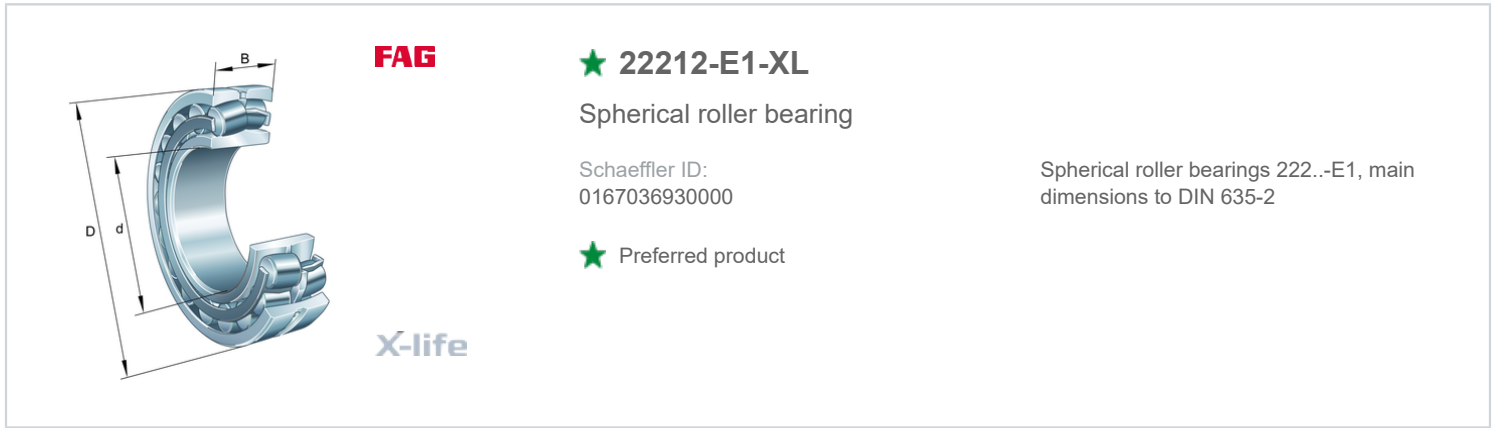 B
FAG
D
d
X-life
22212-E1-XL
Spherical roller bearing
Schaeffler ID:
0167036930000
Preferred product
Spherical roller bearings 222..-E1, main
dimensions to DIN 635-2